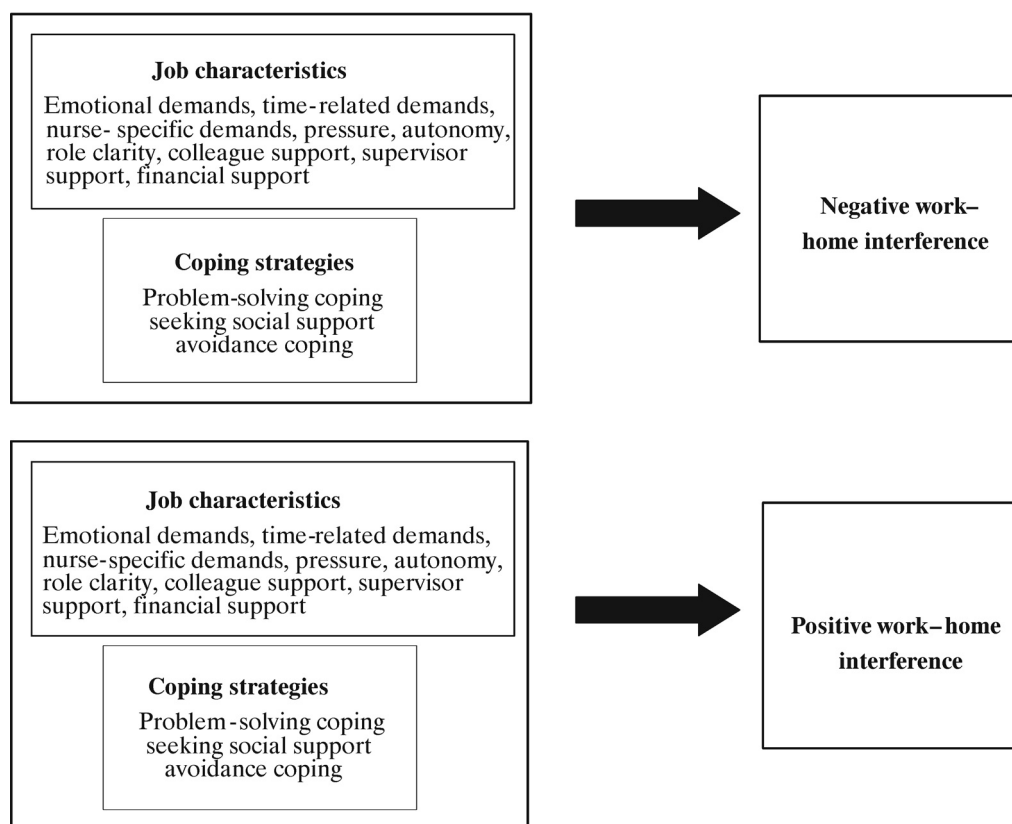 Job characteristics
Emotional demands, time-related demands,
nurse- specific demands, pressure, autonomy,
role clarity, colleague support, supervisor
support, financial support
Coping strategies
Problem-solving coping
seeking social support
avoidance coping
Negative work–
home interference
Job characteristics
Emotional demands, time-related demands,
nurse-specific demands, pressure, autonomy,
role clarity, colleague support, supervisor
support, financial support
Coping strategies
Problem-solving coping
seeking social support
avoidance coping
Positive work–home
interference